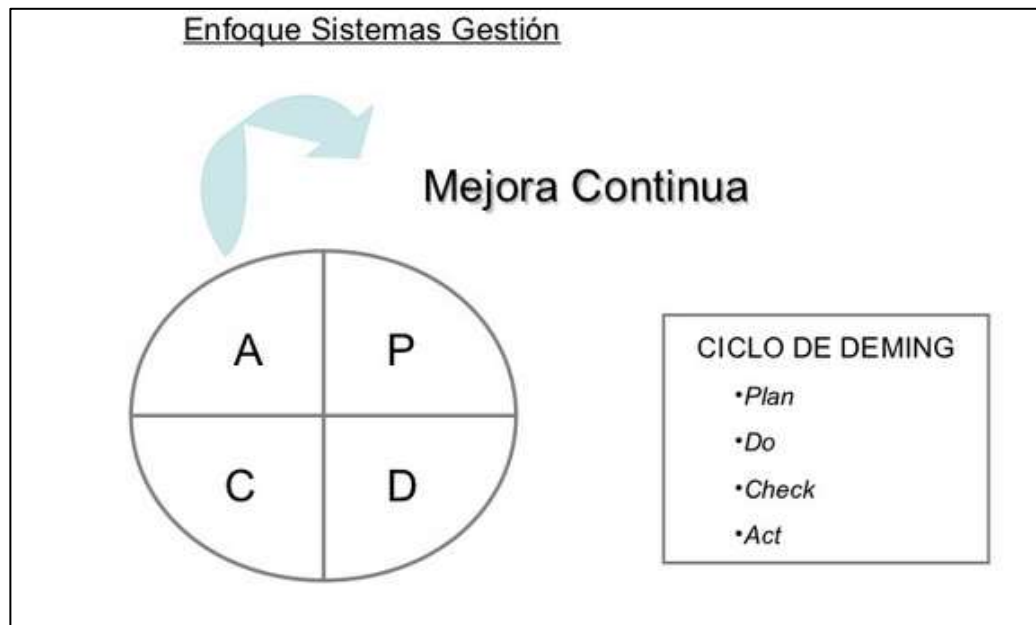 Enfoque Sistemas Gestión
Mejora Continua
A P
C D
CICLO DE DEMING
•Plan
•Do
•Check
•Act